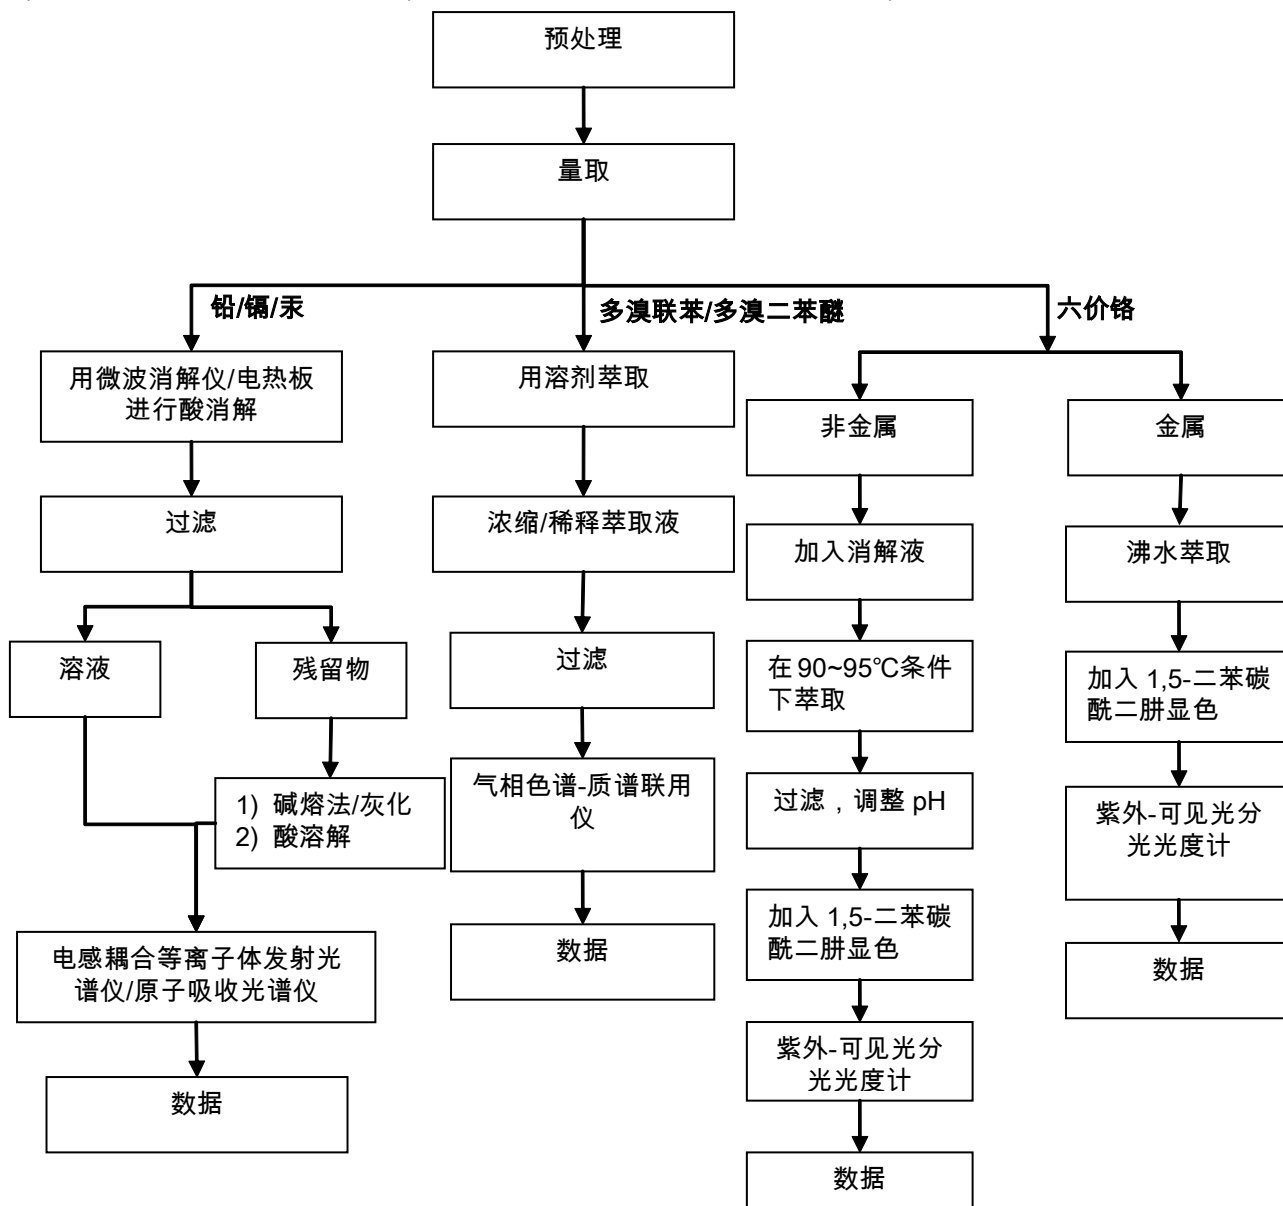 预处理
量取
铅/镉/汞
多溴联苯/多溴二苯醚
六价铬
用微波消解仪/电热板
进行酸消解
过滤
溶液
残留物
1) 碱熔法/灰化
2) 酸溶解
电感耦合等离子体发射光
谱仪/原子吸收光谱仪
数据
用溶剂萃取
浓缩/稀释萃取液
过滤
气相色谱-质谱联用
仪
数据
非金属
加入消解液
在 90~95℃条件
下萃取
过滤，调整 pH
加入 1,5-二苯碳
酰二肼显色
紫外-可见光分
光光度计
数据
金属
沸水萃取
加入 1,5-二苯碳
酰二肼显色
紫外-可见光分
光光度计
数据